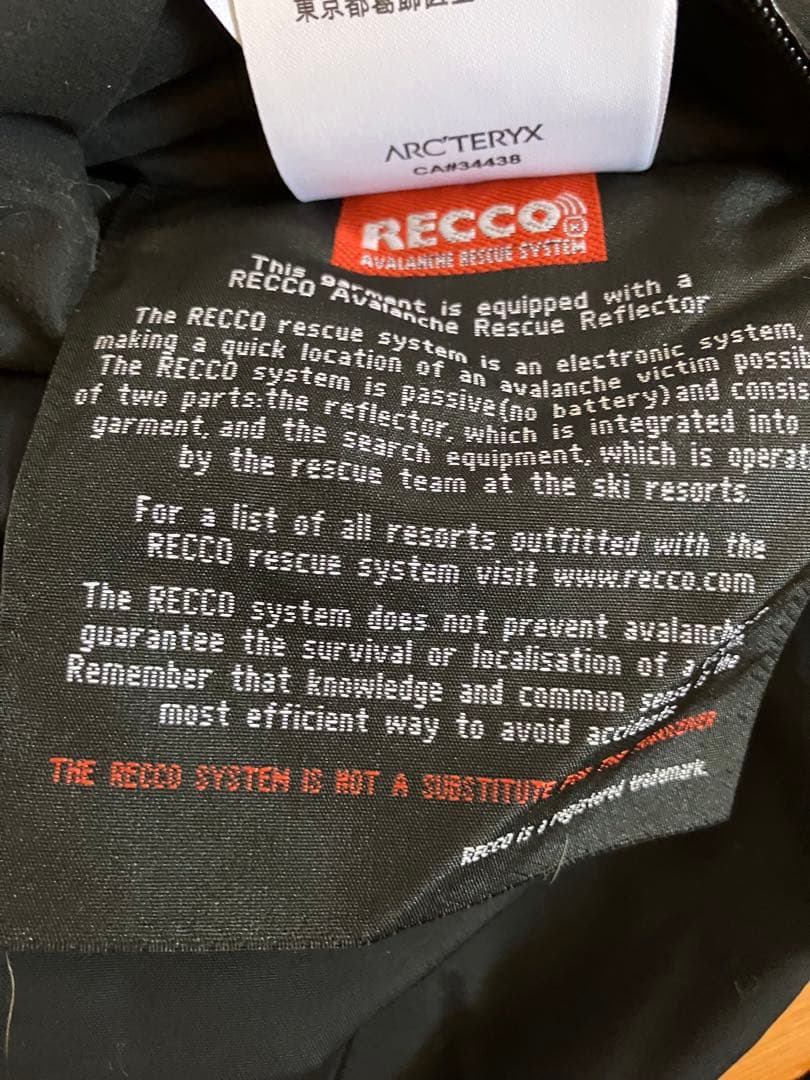 東京都葛飾区
ARC'TERYX
CA#34438
RECCO
AVALANCHE RESCUE SYSTEM
This garment is equipped with a
RECCO Avalanche Rescue Reflector
The RECCO rescue system is an electronic system,
making a quick location of an avalanche victim possib
The RECCO system is passive(no battery)and consis
of two parts:the reflector, which is integrated into
garment, and the search equipment, which is operat
by the rescue team at the ski resorts.
For a list of all resorts outfitted with the
RECCO rescue system visit www.recco.com
The RECCO system does not prevent avalanch
guarantee the survival or localisation of a
Remember that knowledge and common
most efficient way to avoid
THE RECCO SYSTEM IS NOT A SUBSTITUTE
RECCO is a registered trademark.